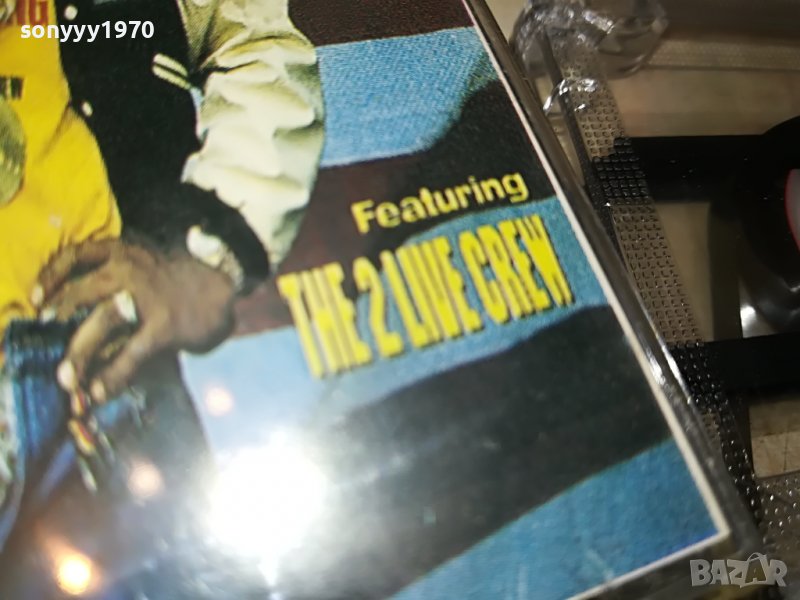 sonyyy1970
Featuring
THE 2 LIVE CREW
BAZAR